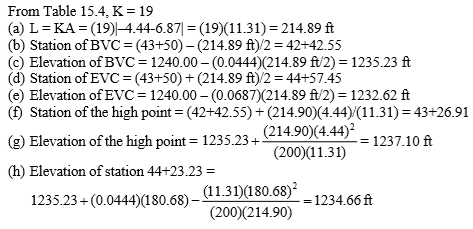 From Table 15.4, K = 19
(a) L = KA = (19)|-4.44-6.87| = (19)(11.31) = 214.89 ft
(b) Station of BVC = (43+50) – (214.89 ft)/2 = 42+42.55
(c) Elevation of BVC = 1240.00 – (0.0444)(214.89 ft/2) = 1235.23 ft
(d) Station of EVC = (43+50) + (214.89 ft)/2 = 44+57.45
(e) Elevation of EVC = 1240.00 – (0.0687)(214.89 ft/2) = 1232.62 ft
(f) Station of the high point = (42+42.55) + (214.90)(4.44)/(11.31) = 43+26.91
(g) Elevation of the high point = 1235.23 + (214.90)(4.44)² / (200)(11.31) = 1237.10 ft
(h) Elevation of station 44+23.23 =
1235.23 + (0.0444)(180.68) – (11.31)(180.68)² / (200)(214.90) = 1234.66 ft